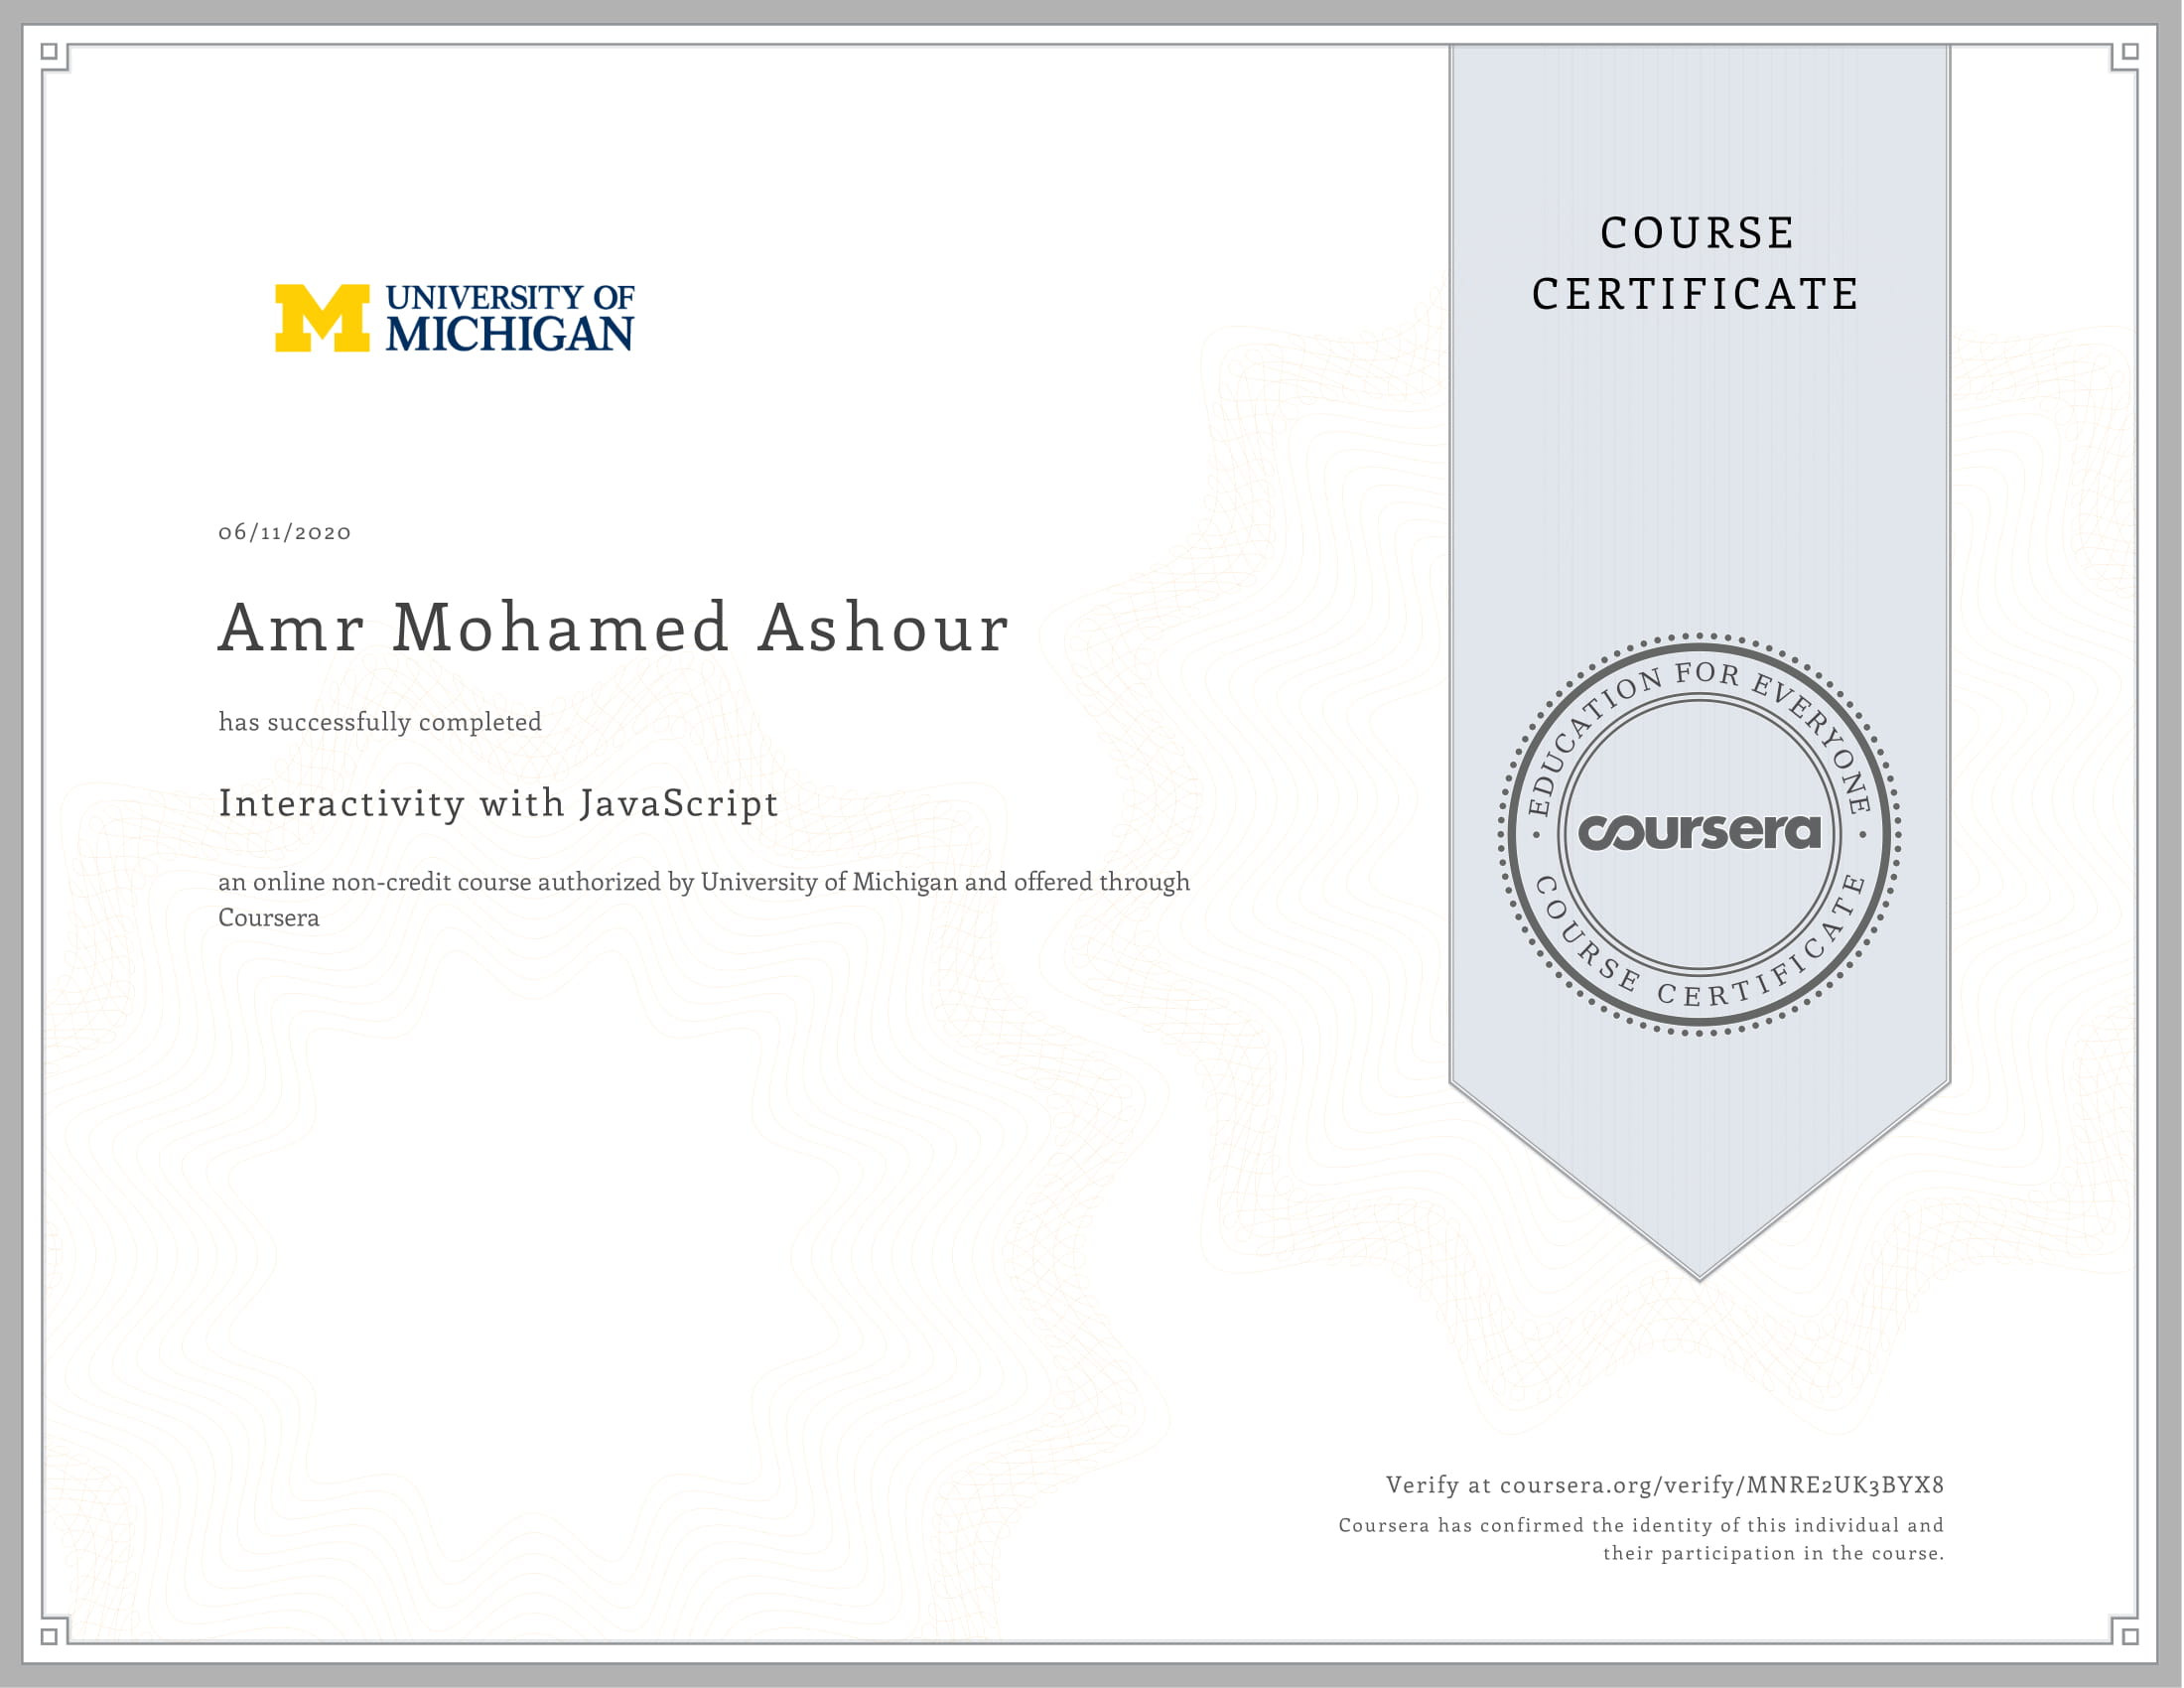 UNIVERSITY OF
MICHIGAN
06/11/2020
Amr Mohamed Ashour
has successfully completed
Interactivity with JavaScript
an online non-credit course authorized by University of Michigan and offered through
Coursera
COURSE
CERTIFICATE
EDUCATION FOR EVERYONE
coursera
COURSE CERTIFICATE
Verify at coursera.org/verify/MNRE2UK3BYX8
Coursera has confirmed the identity of this individual and
their participation in the course.